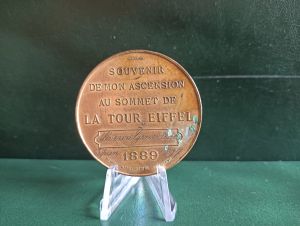 SOUVENIR
DE MON ASCENSION
AU SOMMET DE
LA TOUR EIFFEL
1889